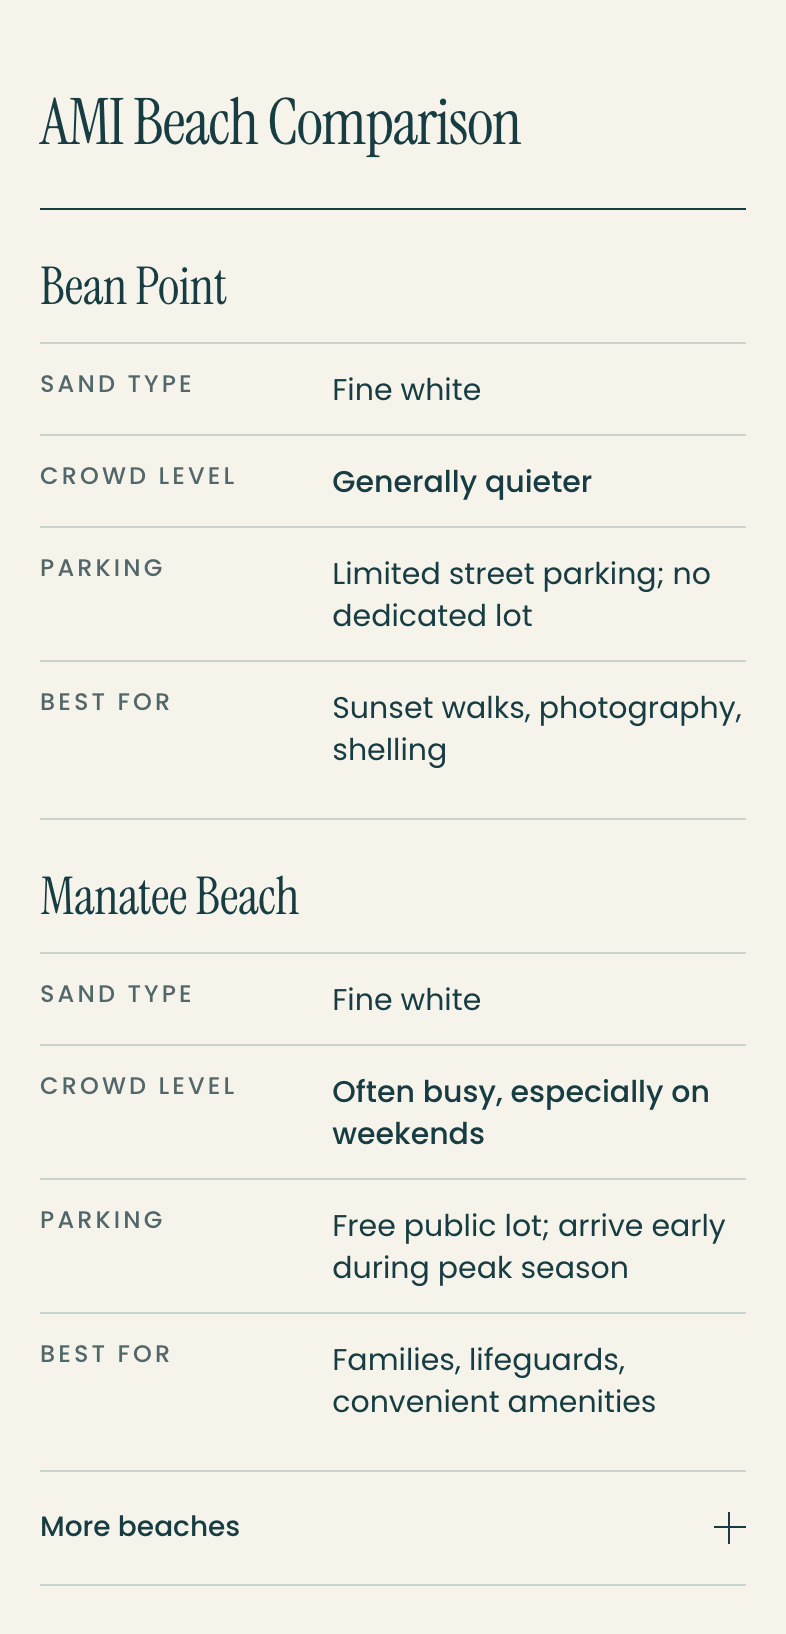 AMI Beach Comparison
Bean Point
SAND TYPE
Fine white
CROWD LEVEL
Generally quieter
PARKING
Limited street parking; no
dedicated lot
BEST FOR
Sunset walks, photography,
shelling
Manatee Beach
SAND TYPE
Fine white
CROWD LEVEL
Often busy, especially on
weekends
PARKING
Free public lot; arrive early
during peak season
BEST FOR
Families, lifeguards,
convenient amenities
More beaches